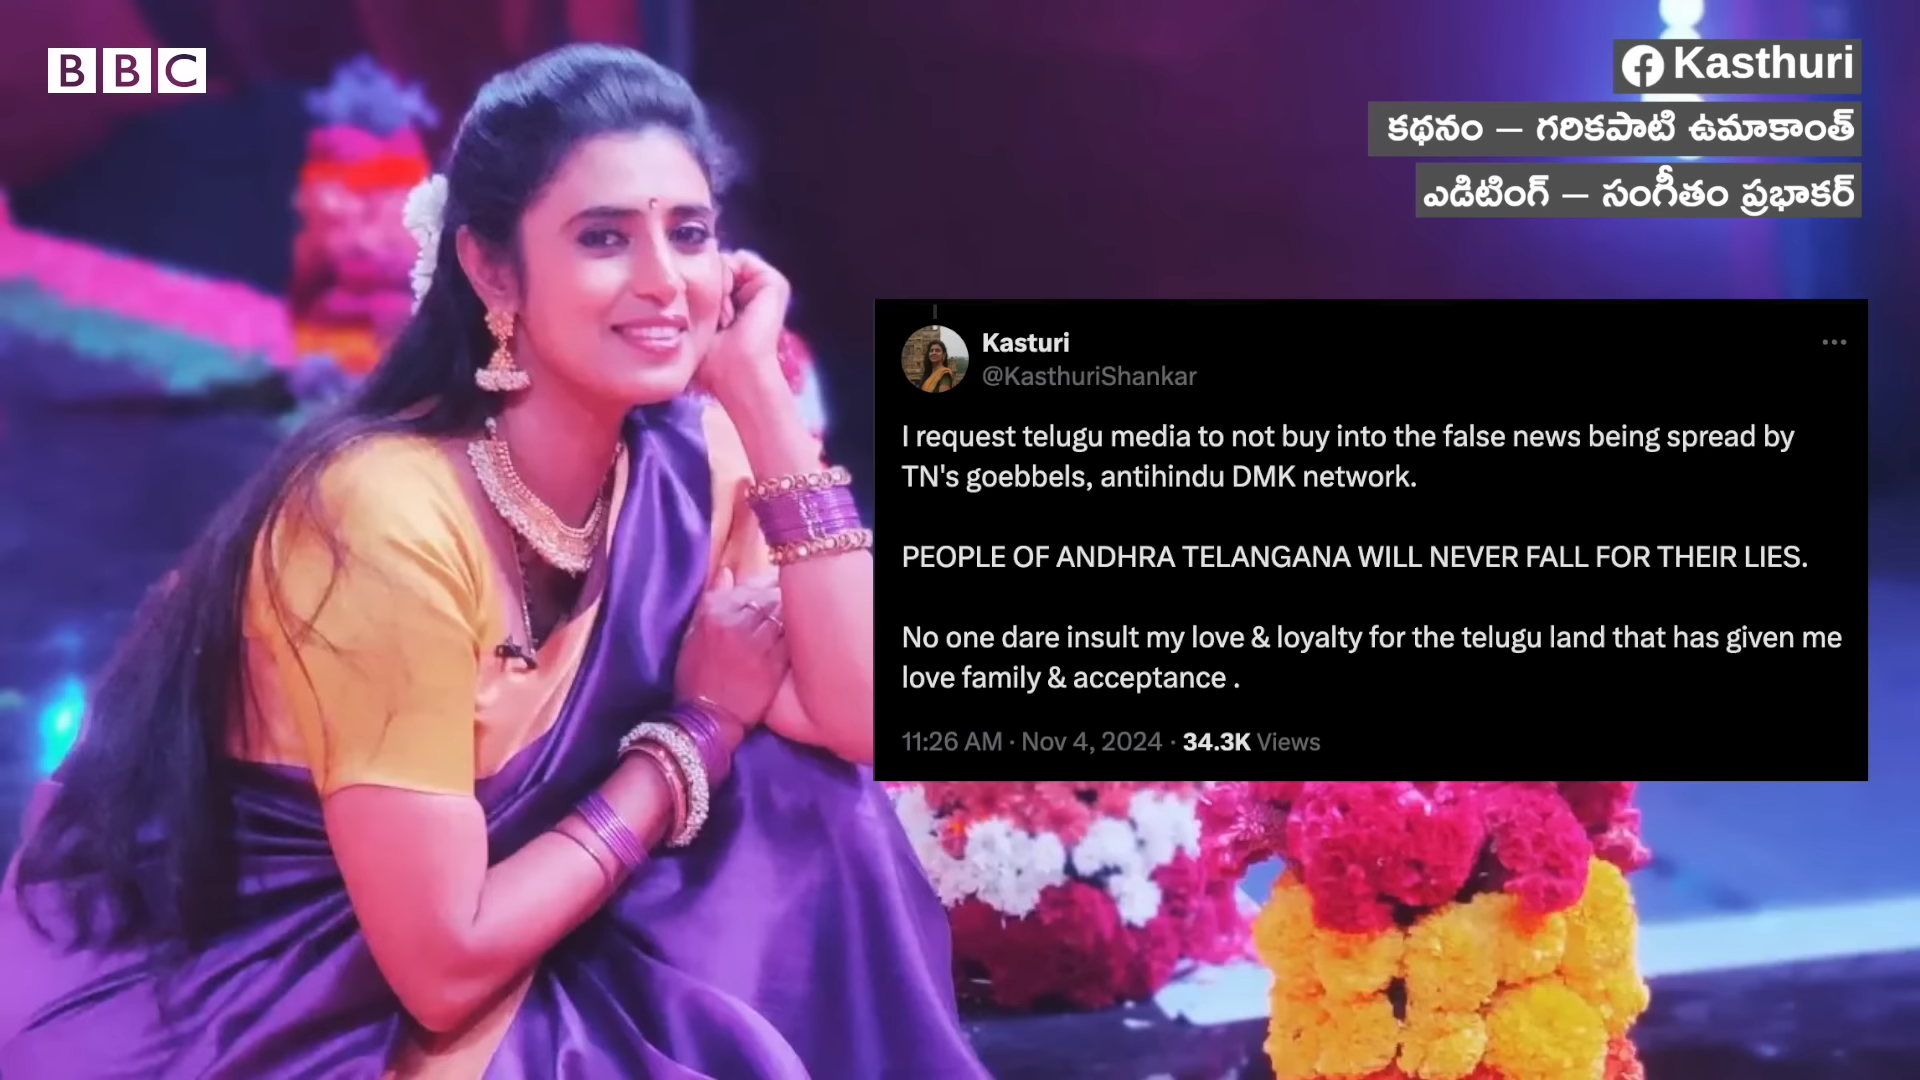 BBC
Kasthuri
కథనం – గరికపాటి ఉమాకాంత్
ఎడిటింగ్ – సంగీతం ప్రభాకర్
Kasturi
@KasthuriShankar
I request telugu media to not buy into the false news being spread by
TN's goebbels, antihindu DMK network.
PEOPLE OF ANDHRA TELANGANA WILL NEVER FALL FOR THEIR LIES.
No one dare insult my love & loyalty for the telugu land that has given me
love family & acceptance .
11:26 AM · Nov 4, 2024 · 34.3K Views